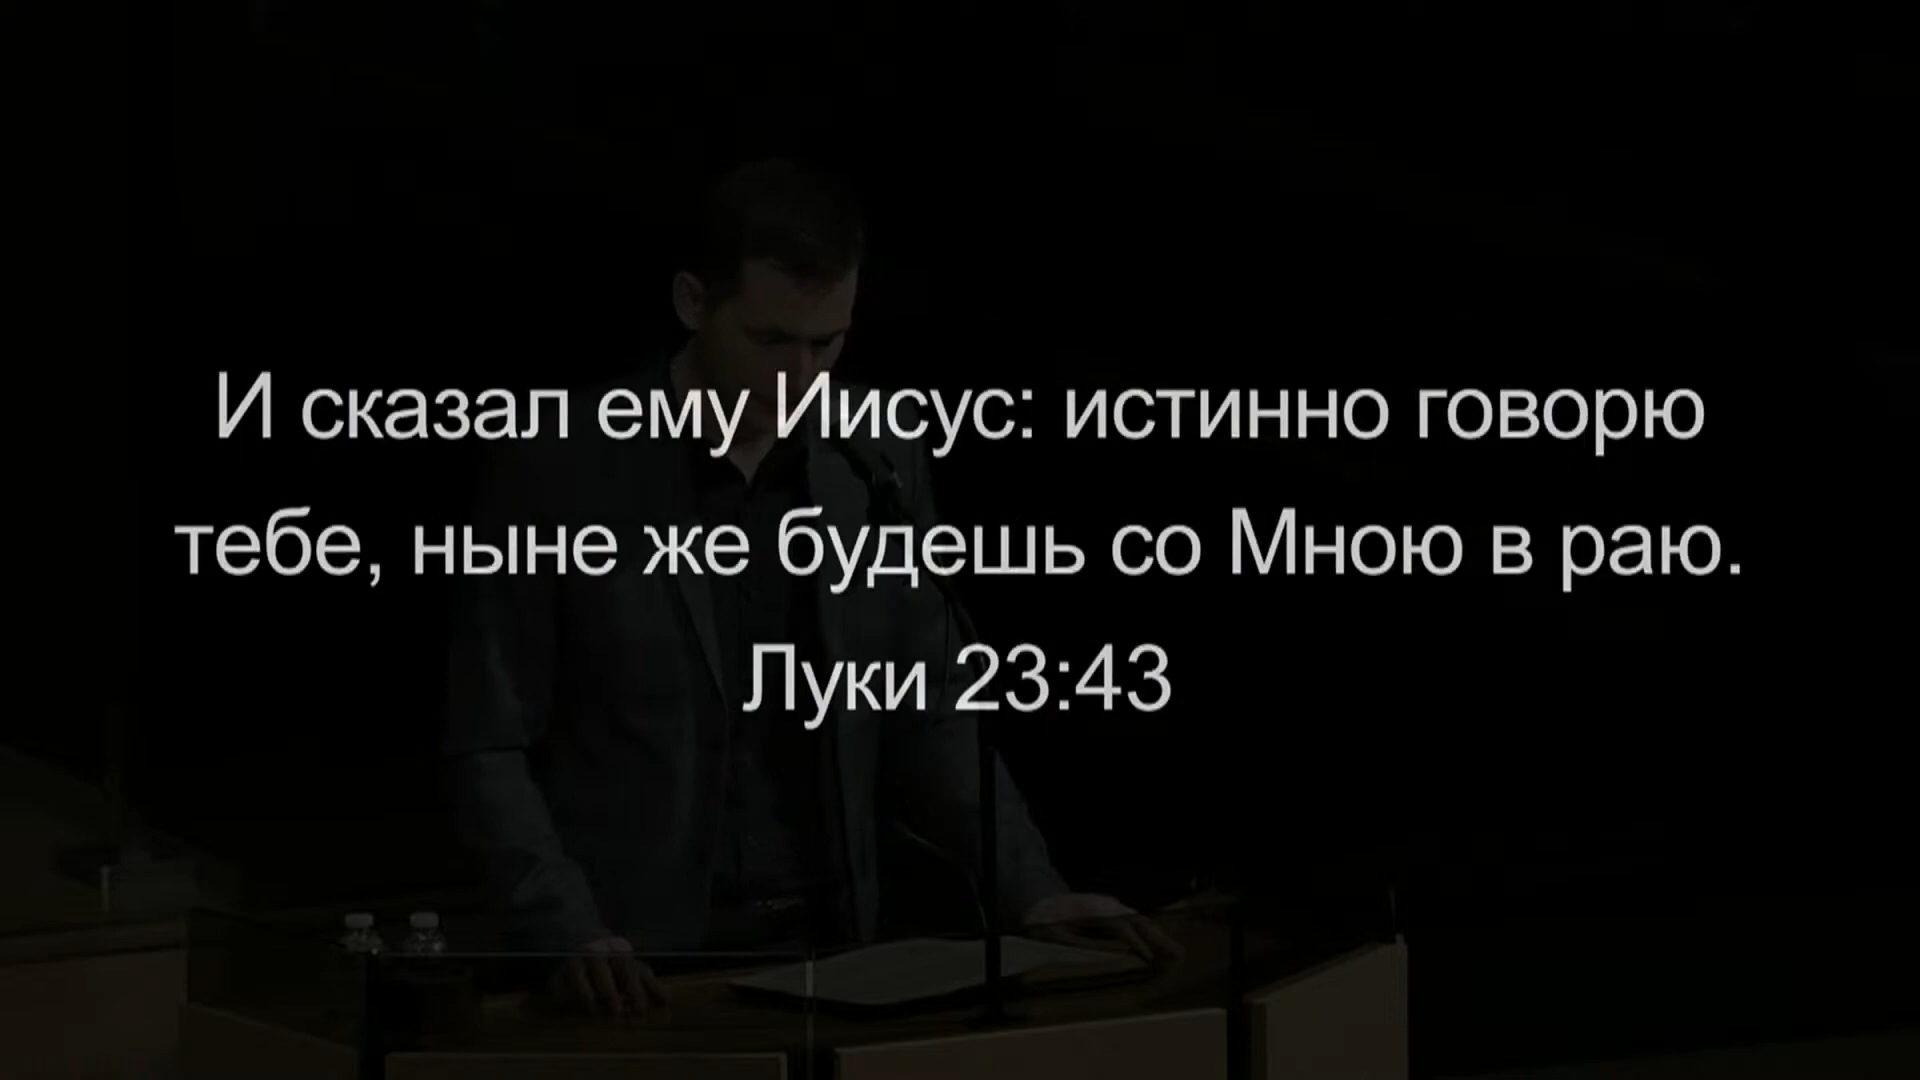 И сказал ему Иисус: истинно говорю
тебе, ныне же будешь со Мною в раю.
Луки 23:43